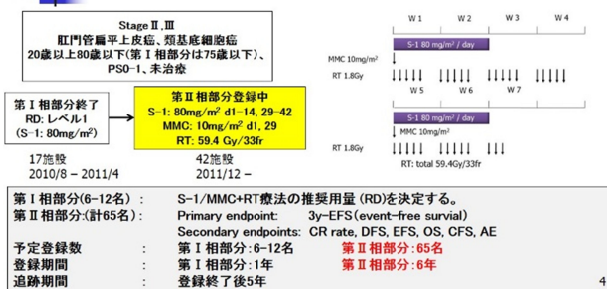 Stage Ⅱ,Ⅲ
肛門管扁平上皮癌、類基底細胞癌
20歳以上80歳以下(第Ⅰ相部分は75歳以下)、
PS0-1、未治療
第Ⅰ相部分終了
RD: レベル1
(S-1: 80mg/m²)
第Ⅱ相部分登録中
S-1: 80mg/m² d1-14, 29-42
MMC: 10mg/m² d1, 29
RT: 59.4 Gy/33fr
17施設
2010/8 – 2011/4
42施設
2011/12 –
W 1 W 2 W 3 W 4
S-1 80 mg/m² / day
MMC 10mg/m²
RT 1.8Gy
W 5 W 6 W 7
S-1 80 mg/m² / day
MMC 10mg/m²
RT 1.8Gy
RT: total 59.4Gy/33fr
第Ⅰ相部分(6-12名) : S-1/MMC+RT療法の推奨用量(RD)を決定する。
第Ⅱ相部分:(計65名) : Primary endpoint: 3y-EFS(event-free survial)
Secondary endpoints: CR rate, DFS, EFS, OS, CFS, AE
予定登録数 : 第Ⅰ相部分:6-12名 第Ⅱ相部分:65名
登録期間 : 第Ⅰ相部分:1年 第Ⅱ相部分:6年
追跡期間 : 登録終了後5年
4